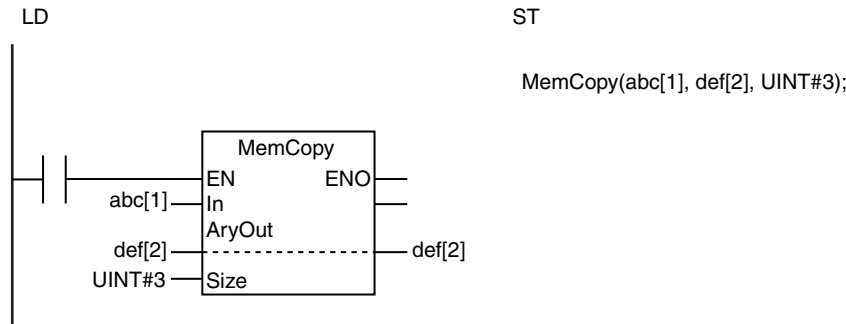 LD
ST
MemCopy(abc[1], def[2], UINT#3);
MemCopy
EN ENO
abc[1] In
AryOut
def[2] def[2]
UINT#3 Size